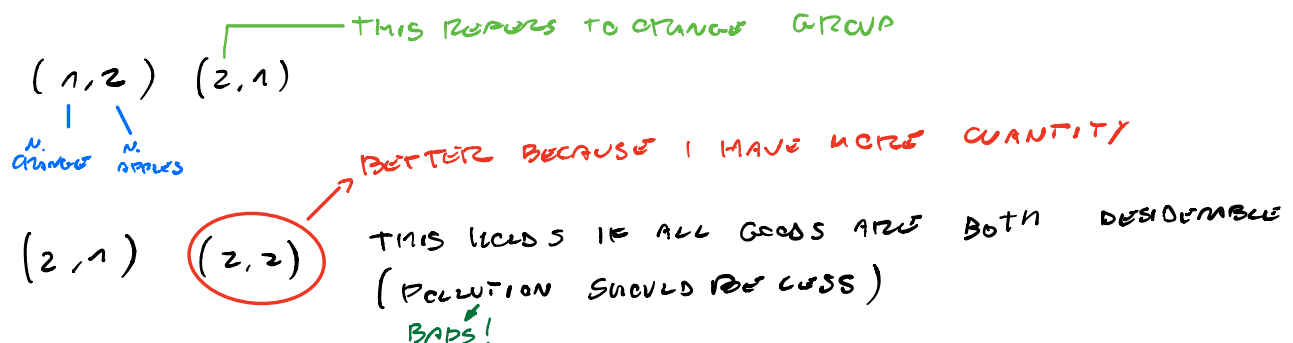 THIS REFERS TO ORANGE GROUP
(1,2) (2,1)
N. ORANGE N. APPLES
BETTER BECAUSE I HAVE MORE QUANTITY
(2,1) (2,2) THIS HOLDS IF ALL GOODS ARE BOTH DESIDERABLE
(POLLUTION SHOULD BE LESS)
BADS!